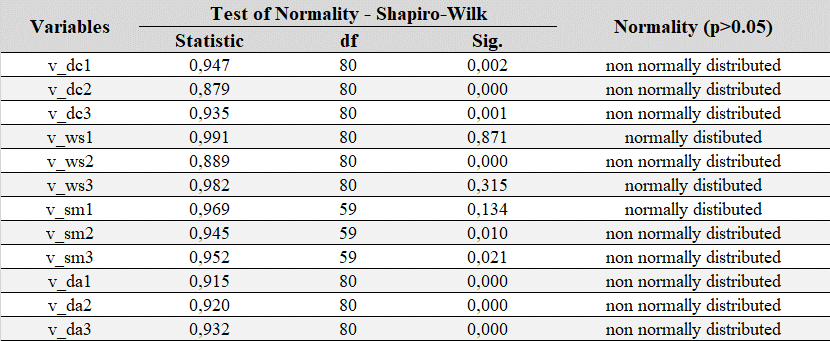 Variables Test of Normality - Shapiro-Wilk Normality (p>0.05)
Statistic df Sig.
v_dc1 0,947 80 0,002 non normally distributed
v_dc2 0,879 80 0,000 non normally distributed
v_dc3 0,935 80 0,001 non normally distributed
v_ws1 0,991 80 0,871 normally distibuted
v_ws2 0,889 80 0,000 non normally distributed
v_ws3 0,982 80 0,315 normally distibuted
v_sm1 0,969 59 0,134 normally distibuted
v_sm2 0,945 59 0,010 non normally distributed
v_sm3 0,952 59 0,021 non normally distributed
v_da1 0,915 80 0,000 non normally distributed
v_da2 0,920 80 0,000 non normally distributed
v_da3 0,932 80 0,000 non normally distributed